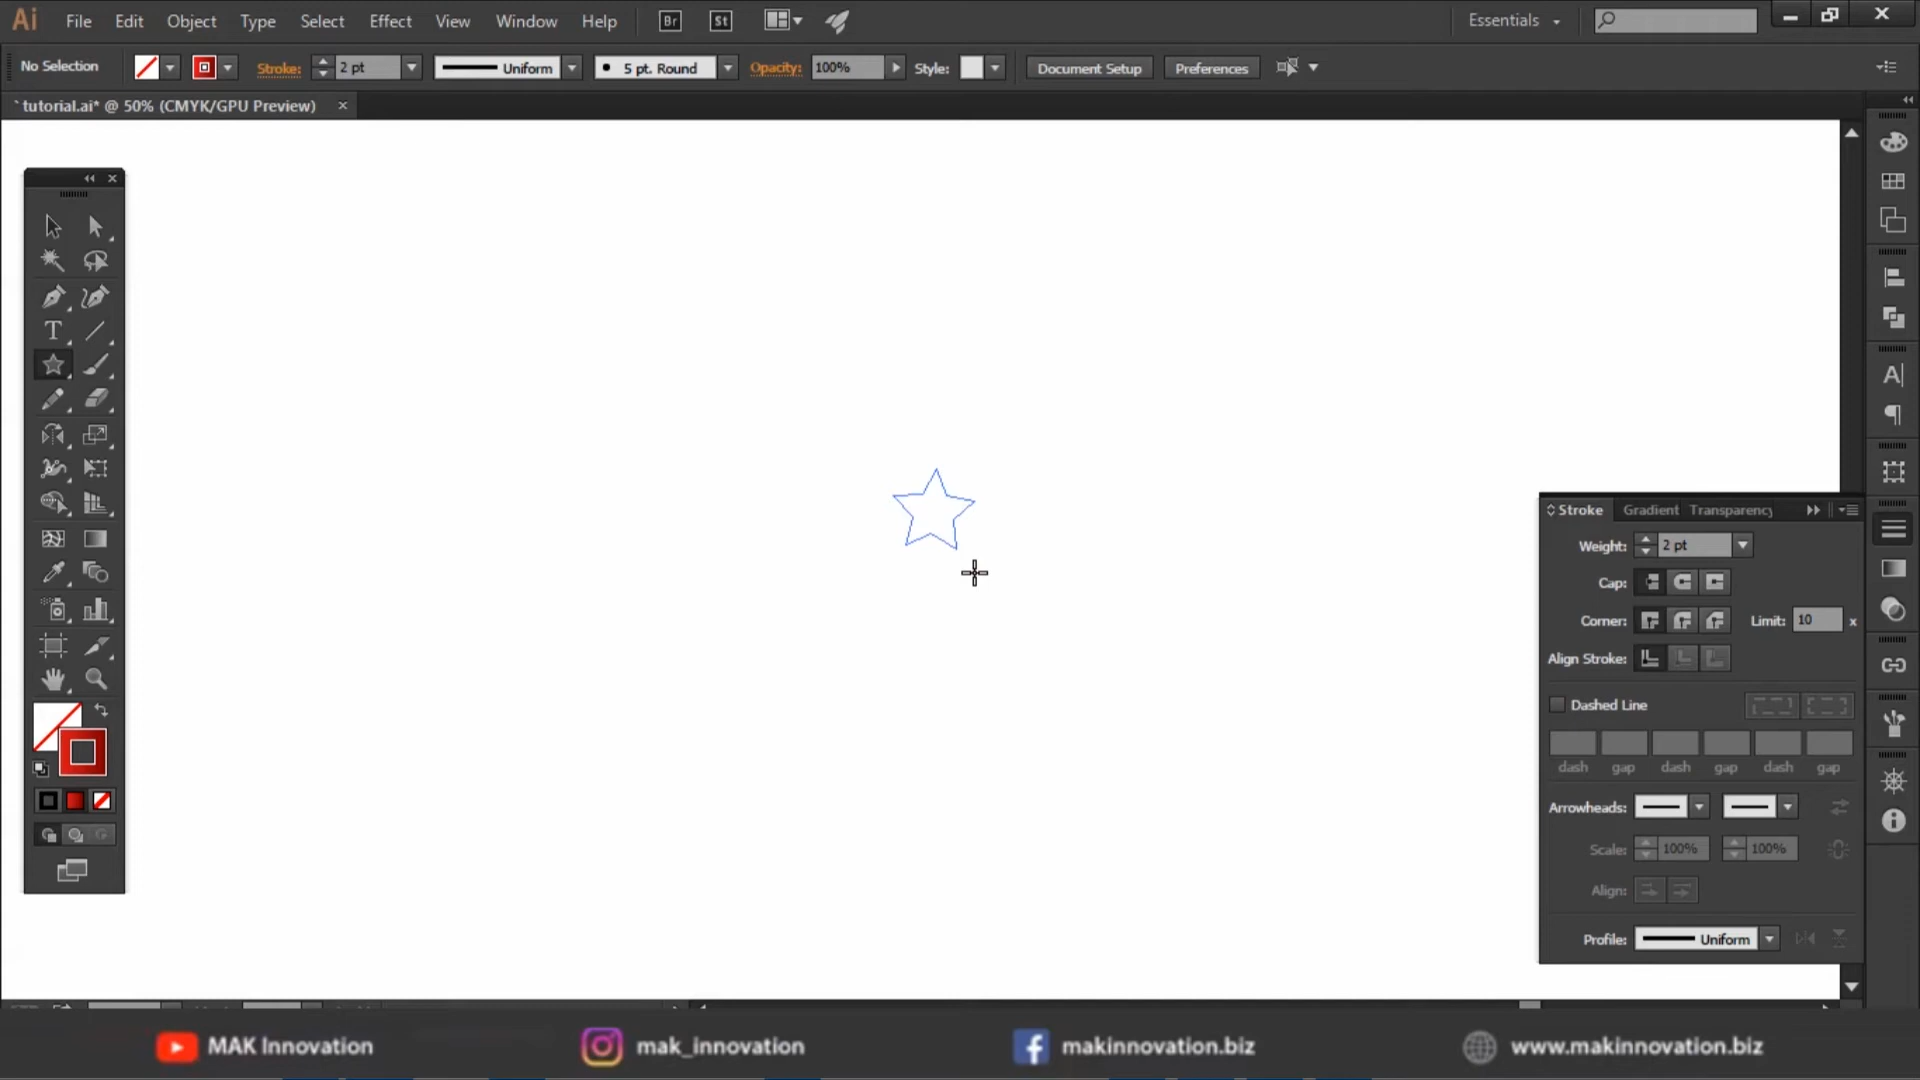 Ai File Edit Object Type Select Effect View Window Help Br St Essentials
No Selection Stroke: 2 pt Uniform 5 pt. Round Opacity: 100% Style: Document Setup Preferences
` tutorial.ai* @ 50% (CMYK/GPU Preview) ×
Stroke Gradient Transparency
Weight: 2 pt
Cap:
Corner: Limit: 10 x
Align Stroke:
Dashed Line
dash gap dash gap dash gap
Arrowheads:
Scale: 100% 100%
Align:
Profile: Uniform
MAK Innovation mak_innovation makinnovation.biz www.makinnovation.biz